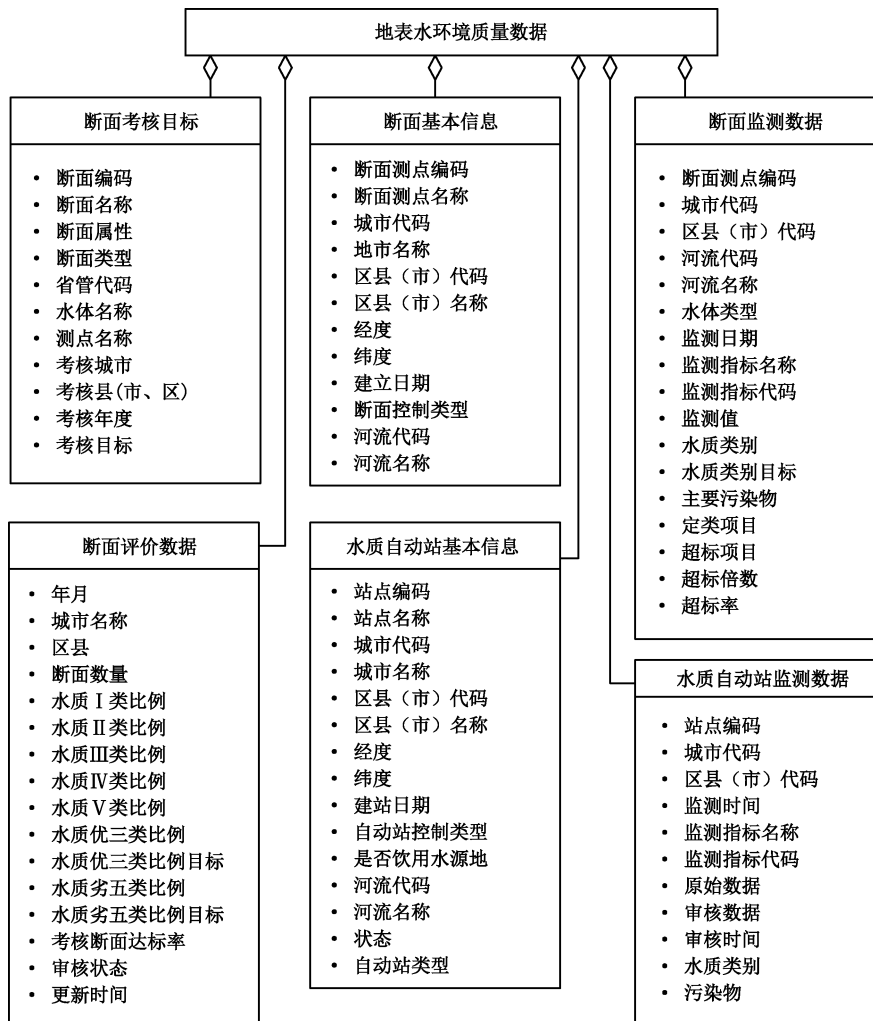 地表水环境质量数据
断面考核目标
• 断面编码
• 断面名称
• 断面属性
• 断面类型
• 省管代码
• 水体名称
• 测点名称
• 考核城市
• 考核县(市、区)
• 考核年度
• 考核目标
断面基本信息
• 断面测点编码
• 断面测点名称
• 城市代码
• 地市名称
• 区县（市）代码
• 区县（市）名称
• 经度
• 纬度
• 建立日期
• 断面控制类型
• 河流代码
• 河流名称
断面监测数据
• 断面测点编码
• 城市代码
• 区县（市）代码
• 河流代码
• 河流名称
• 水体类型
• 监测日期
• 监测指标名称
• 监测指标代码
• 监测值
• 水质类别
• 水质类别目标
• 主要污染物
• 定类项目
• 超标项目
• 超标倍数
• 超标率
断面评价数据
• 年月
• 城市名称
• 区县
• 断面数量
• 水质Ⅰ类比例
• 水质Ⅱ类比例
• 水质Ⅲ类比例
• 水质Ⅳ类比例
• 水质Ⅴ类比例
• 水质优三类比例
• 水质优三类比例目标
• 水质劣五类比例
• 水质劣五类比例目标
• 考核断面达标率
• 审核状态
• 更新时间
水质自动站基本信息
• 站点编码
• 站点名称
• 城市代码
• 城市名称
• 区县（市）代码
• 区县（市）名称
• 经度
• 纬度
• 建站日期
• 自动站控制类型
• 是否饮用水源地
• 河流代码
• 河流名称
• 状态
• 自动站类型
水质自动站监测数据
• 站点编码
• 城市代码
• 区县（市）代码
• 监测时间
• 监测指标名称
• 监测指标代码
• 原始数据
• 审核数据
• 审核时间
• 水质类别
• 污染物